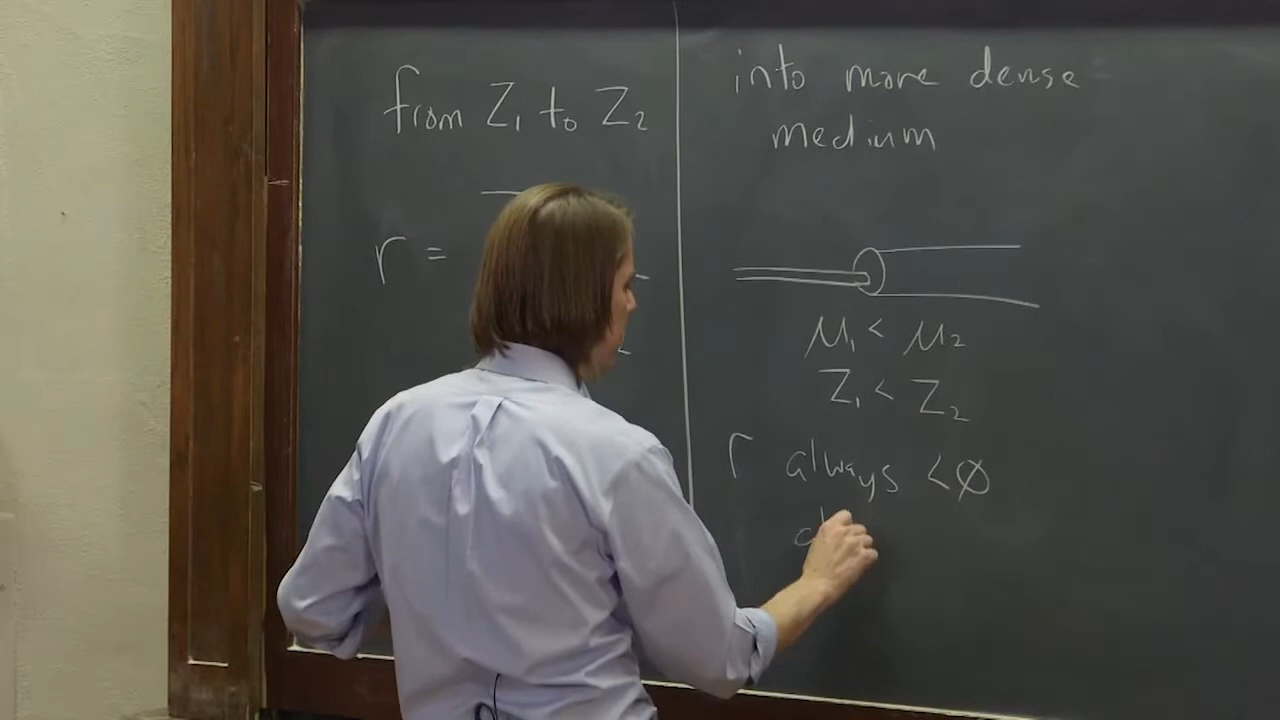 from Z₁ to Z₂
r =
into more dense
medium
μ₁ < μ₂
Z₁ < Z₂
r always < ∅